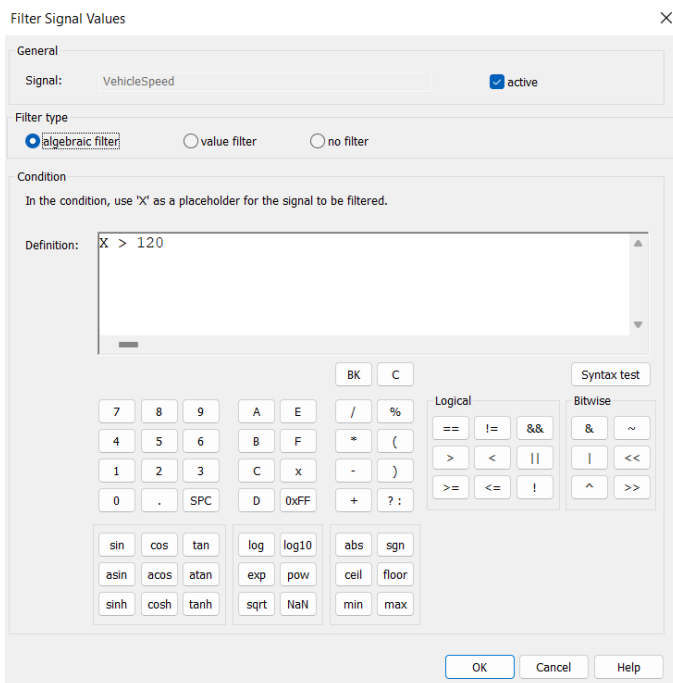 Filter Signal Values
General
Signal: VehicleSpeed active
Filter type
algebraic filter value filter no filter
Condition
In the condition, use 'X' as a placeholder for the signal to be filtered.
Definition: X > 120
BK C Syntax test
Logical Bitwise
7 8 9 A E / % == != && & ~
4 5 6 B F * ( > < || | <<
1 2 3 C x - ) >= <= ! ^ >>
0 . SPC D 0xFF + ? :
sin cos tan log log10 abs sgn
asin acos atan exp pow ceil floor
sinh cosh tanh sqrt NaN min max
OK Cancel Help